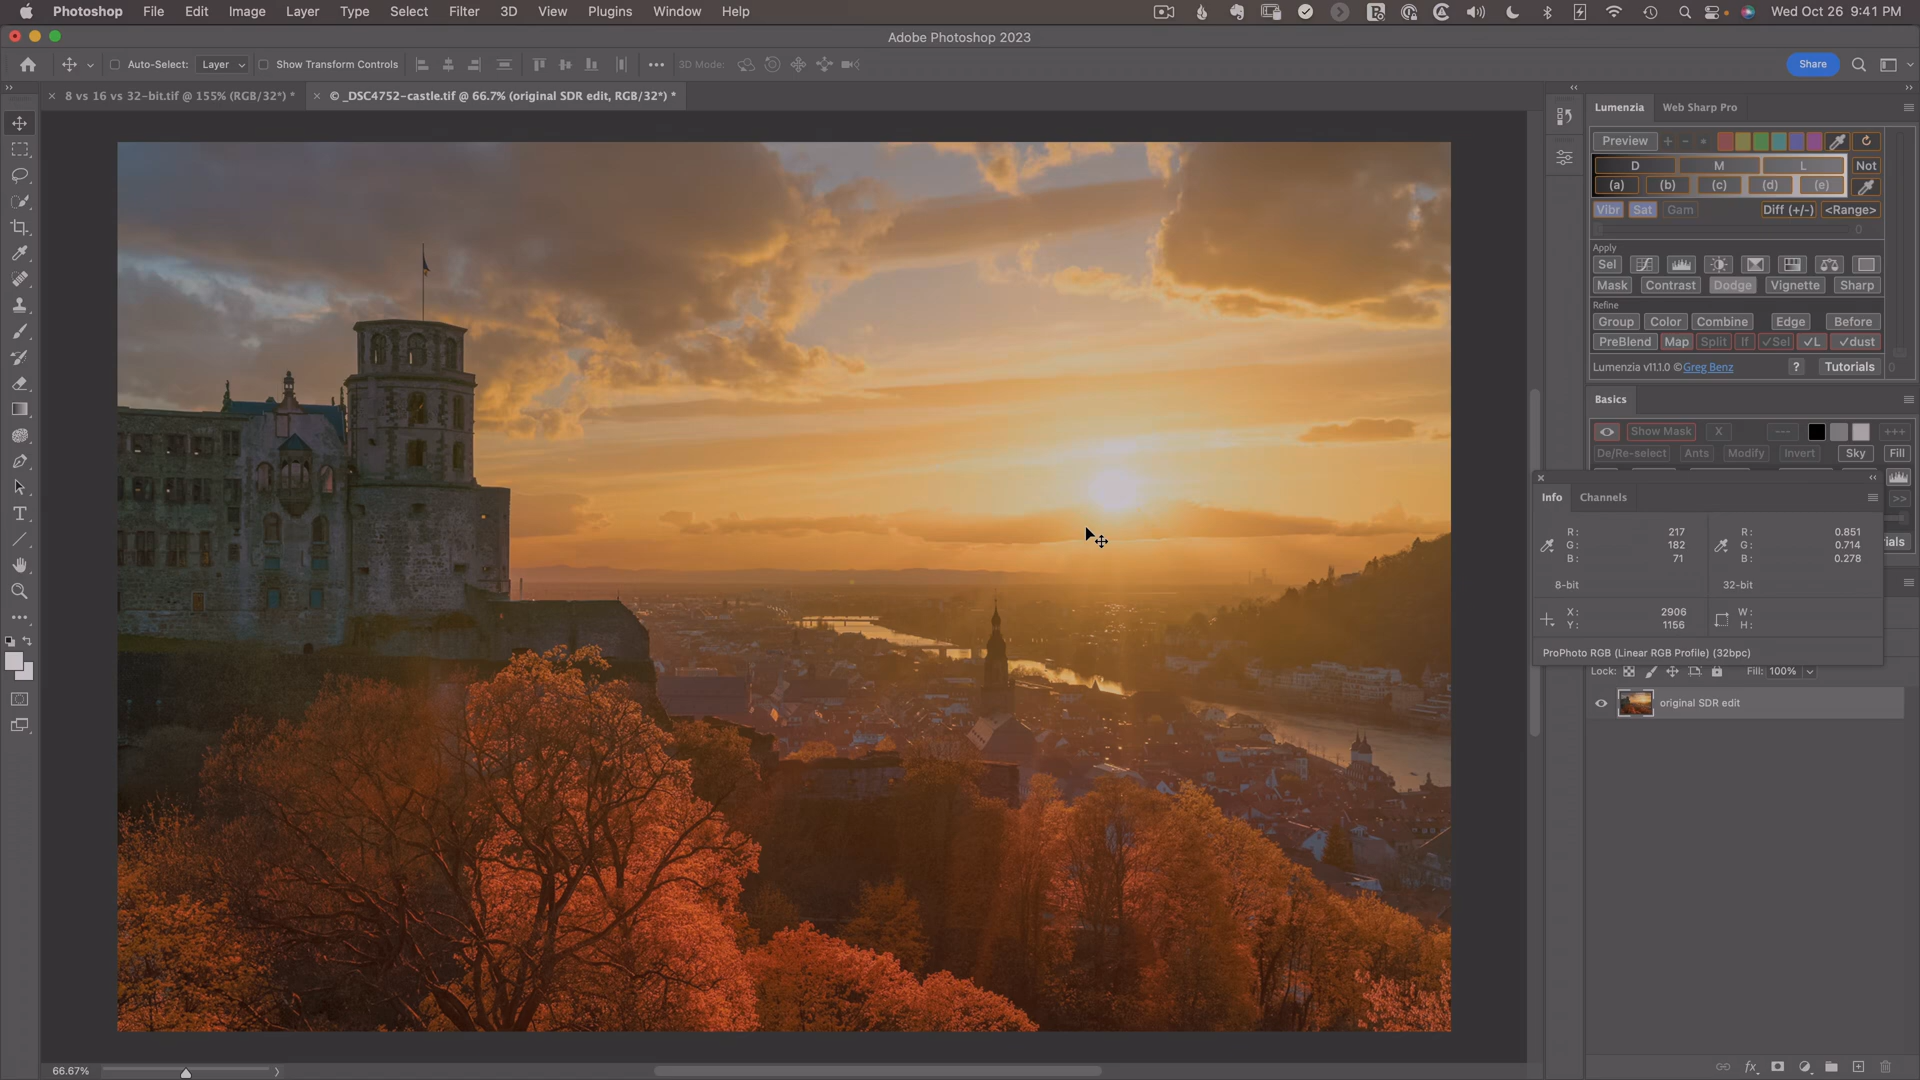 Photoshop File Edit Image Layer Type Select Filter 3D View Plugins Window Help Wed Oct 26 9:41 PM
Adobe Photoshop 2023
Auto-Select: Layer Show Transform Controls 3D Mode: Share
8 vs 16 vs 32-bit.tif @ 155% (RGB/32*) * © _DSC4752-castle.tif @ 66.7% (original SDR edit, RGB/32*) *
Lumenzia Web Sharp Pro
Preview + - •
D M L Not
(a) (b) (c) (d) (e)
Vibr Sat Gam Diff (+/-) <Range>
0
Apply
Sel
Mask Contrast Dodge Vignette Sharp
Refine
Group Color Combine Edge Before
PreBlend Map Split If ✓Sel ✓L ✓dust
Lumenzia v11.1.0 ©Greg Benz ? Tutorials 0
Basics
Show Mask X --- +++
De/Re-select Ants Modify Invert Sky Fill
>>
ials
Info Channels
R: 217 R: 0.851
G: 182 G: 0.714
B: 71 B: 0.278
8-bit 32-bit
X: 2906 W:
Y: 1156 H:
ProPhoto RGB (Linear RGB Profile) (32bpc)
Lock: Fill: 100%
original SDR edit
fx
66.67%